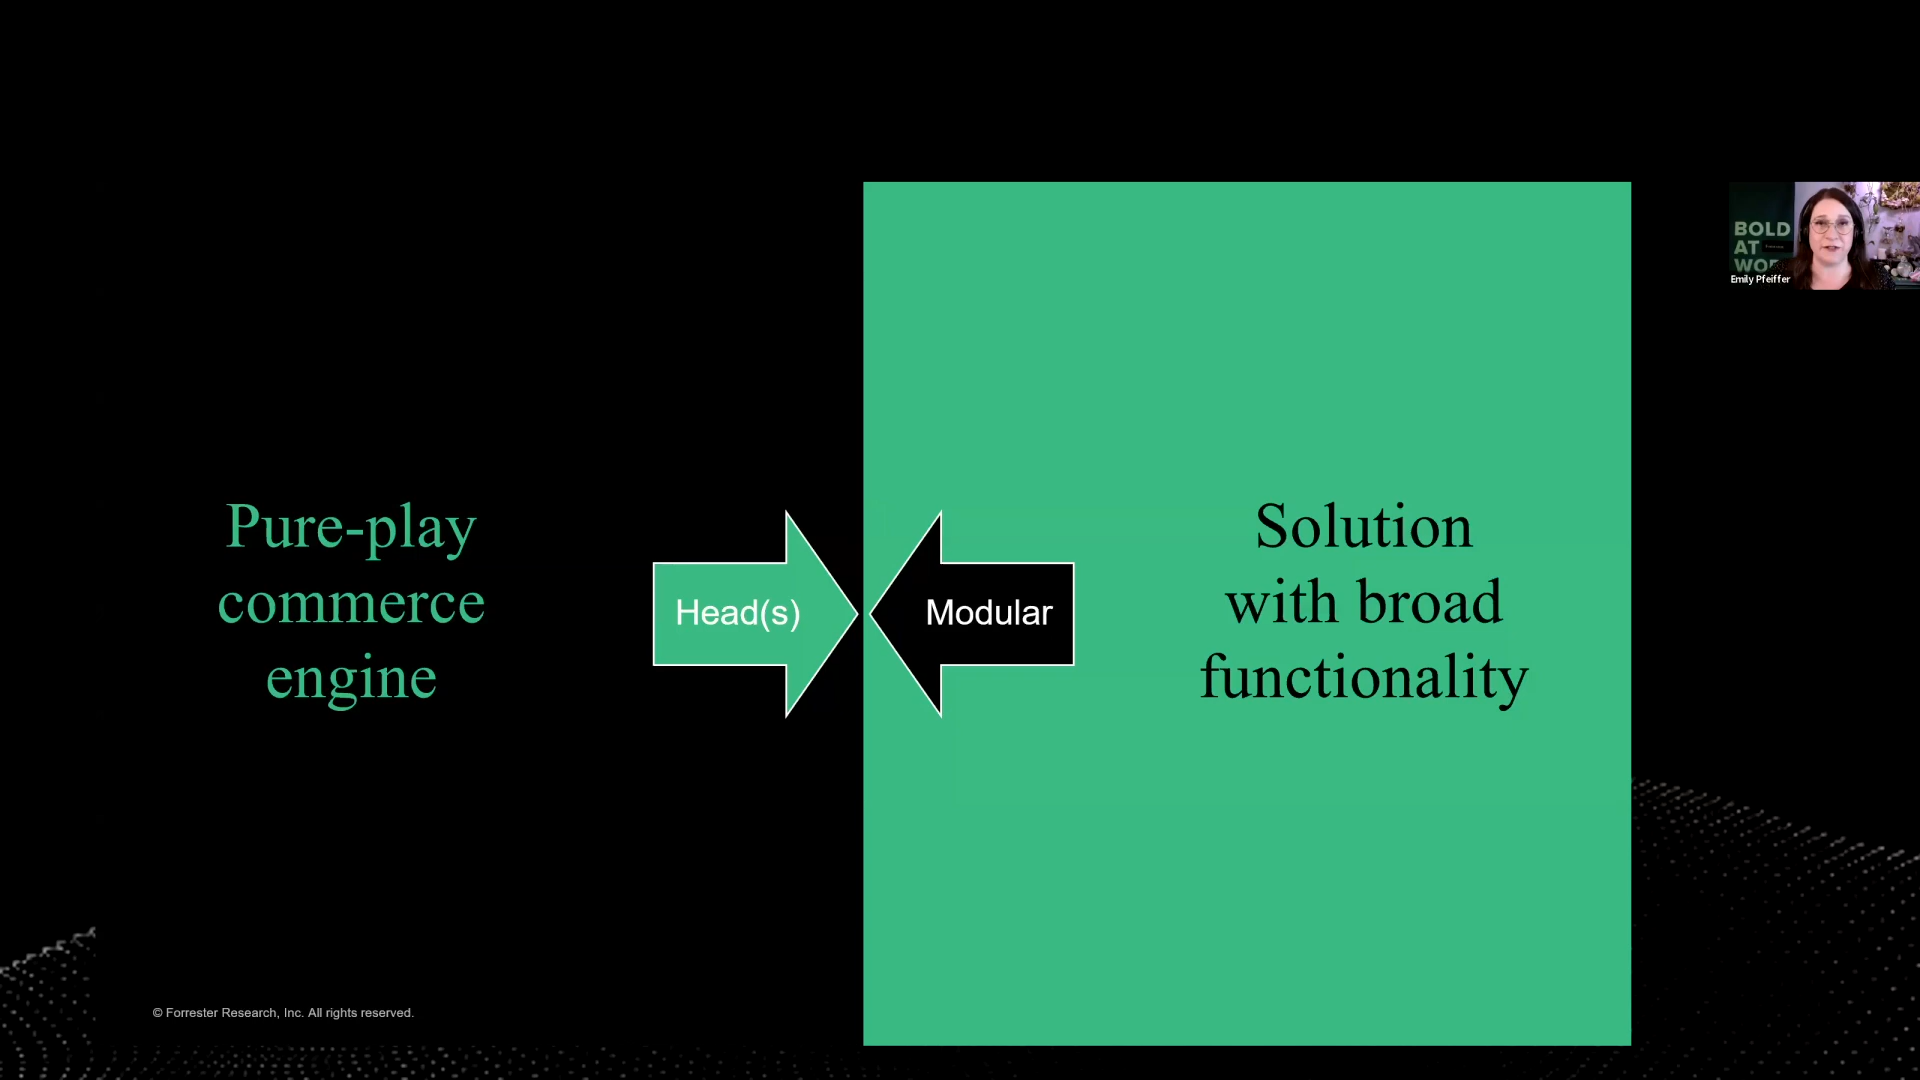 Pure-play
commerce
engine
Head(s)
Modular
Solution
with broad
functionality
BOLD
AT
Emily Pfeiffer
© Forrester Research, Inc. All rights reserved.